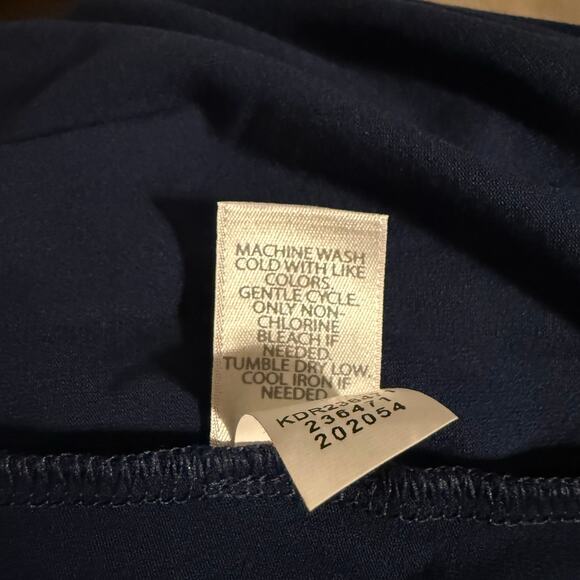 MACHINE WASH
COLD WITH LIKE
COLORS.
GENTLE CYCLE.
ONLY NON-
CHLORINE
BLEACH IF
NEEDED.
TUMBLE DRY LOW.
COOL IRON IF
NEEDED
236471
202054